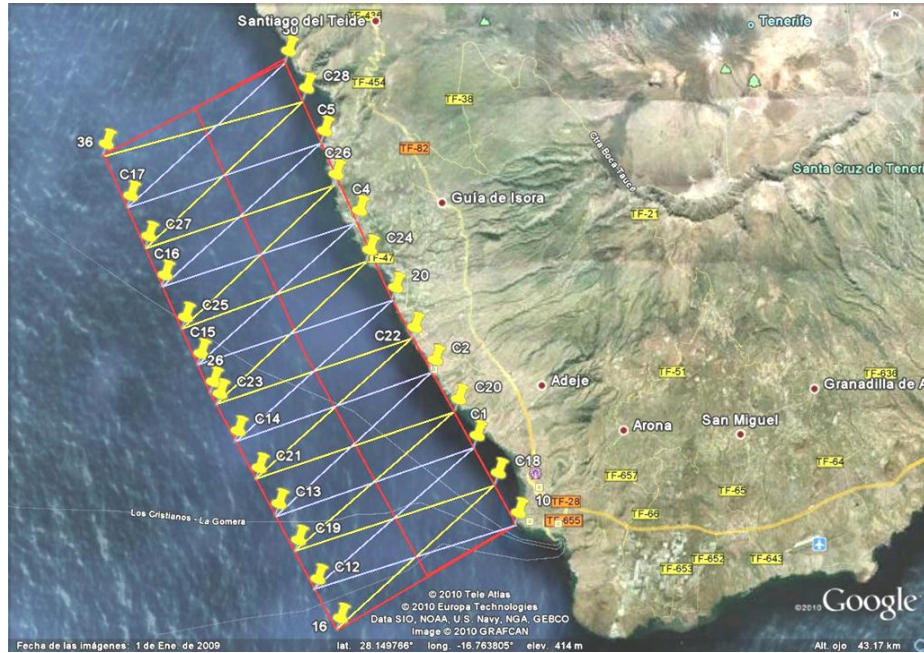 Santiago del Teide
TF-436
Tenerife
N
30
C28
TF-454
TF-38
C5
TF-82
Ctra Boca-Tauce
36
C26
Santa Cruz de Tenerif
C17
C4
Guía de Isora
TF-21
C27
C24
C16
TF-47
20
C25
C22
C15
C2
26
C23
C20
Adeje
TF-51
TF-636
Granadilla de A
C14
C1
Arona
San Miguel
C21
C18
TF-64
TF-657
TF-65
C13
10
TF-28
Los Cristianos - La Gomera
TF-66
TF-655
C19
TF-652
TF-643
TF-653
C12
16
© 2010 Tele Atlas
© 2010 Europa Technologies
Data SIO, NOAA, U.S. Navy, NGA, GEBCO
Image © 2010 GRAFCAN
©2010 Google
Fecha de las imágenes: 1 de Ene. de 2009
lat. 28.149766° long. -16.763805° elev. 414 m
Alt. ojo 43.17 km